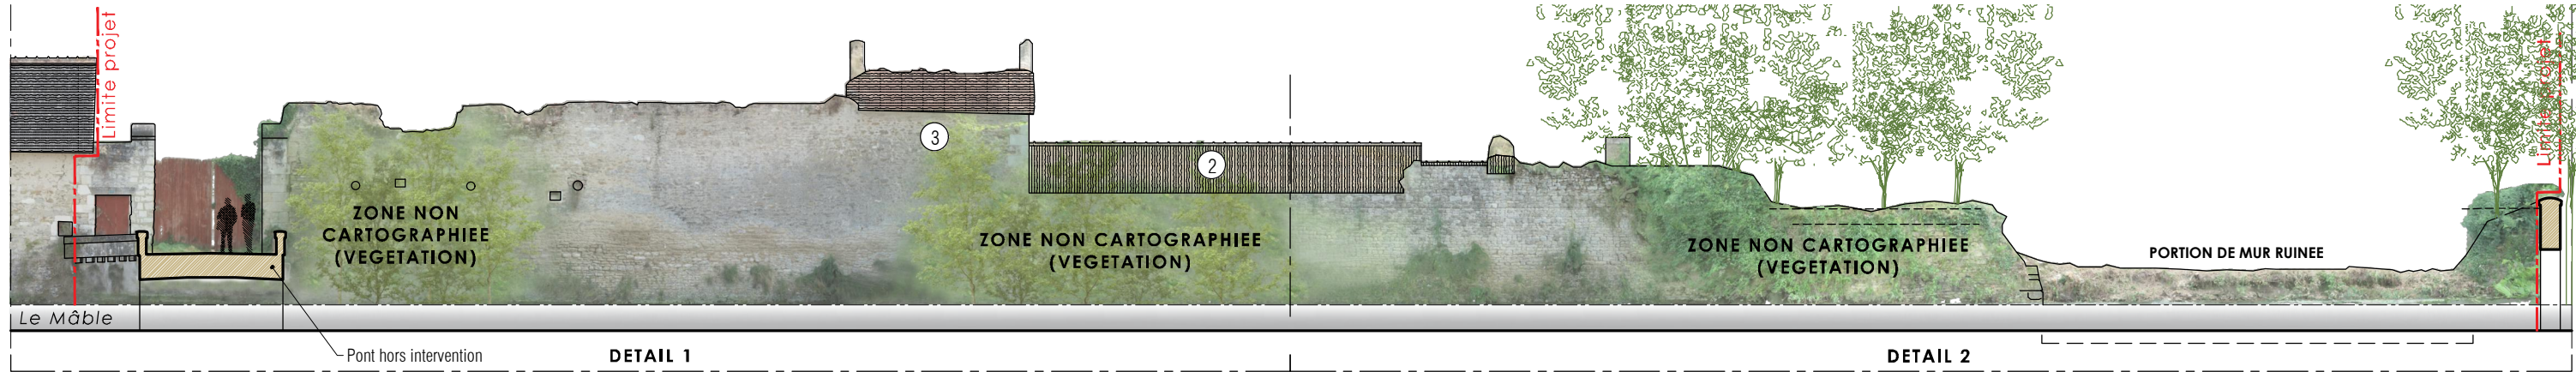 Limite projet
Limite projet
3
2
ZONE NON
CARTOGRAPHIEE
(VEGETATION)
ZONE NON CARTOGRAPHIEE
(VEGETATION)
ZONE NON CARTOGRAPHIEE
(VEGETATION)
PORTION DE MUR RUINEE
Le Mâble
Pont hors intervention
DETAIL 1
DETAIL 2